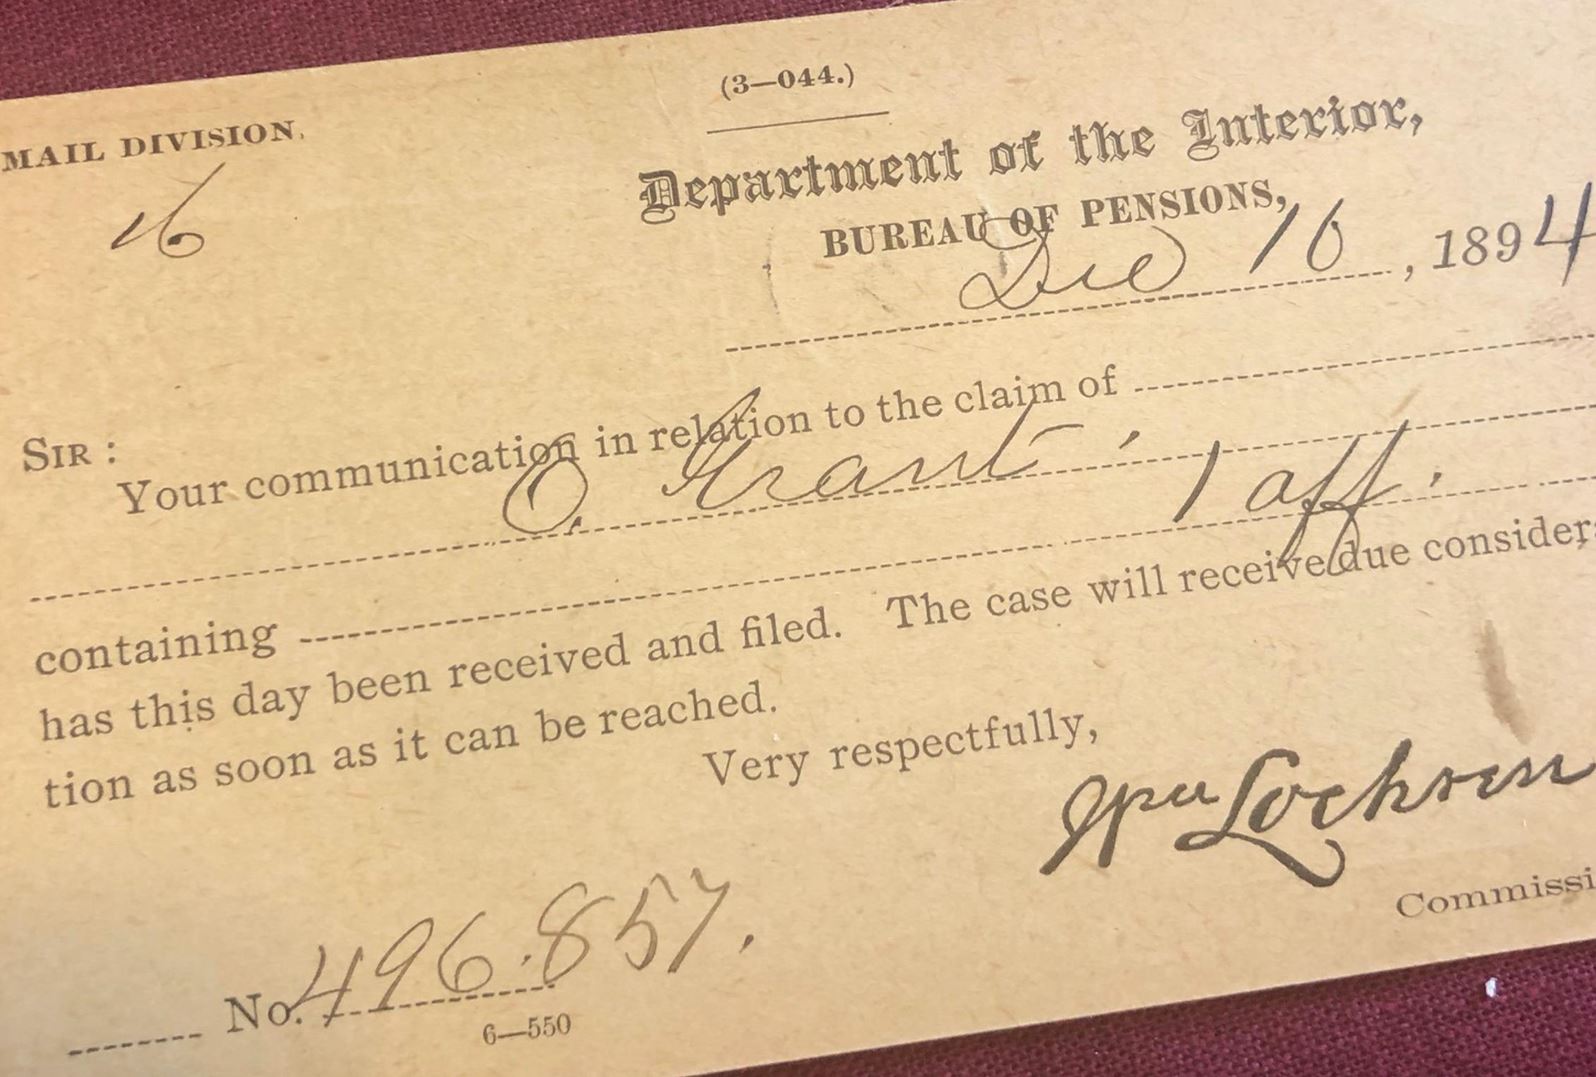 (3—044.)
MAIL DIVISION.
16
Department of the Interior,
BUREAU OF PENSIONS,
Dec 16, 1894
SIR :
Your communication in relation to the claim of
O. Grant,
containing 1 aff.
has this day been received and filed. The case will receive due considera
tion as soon as it can be reached.
Very respectfully,
Wm Lochren
Commissi
No. 496.857.
6—550